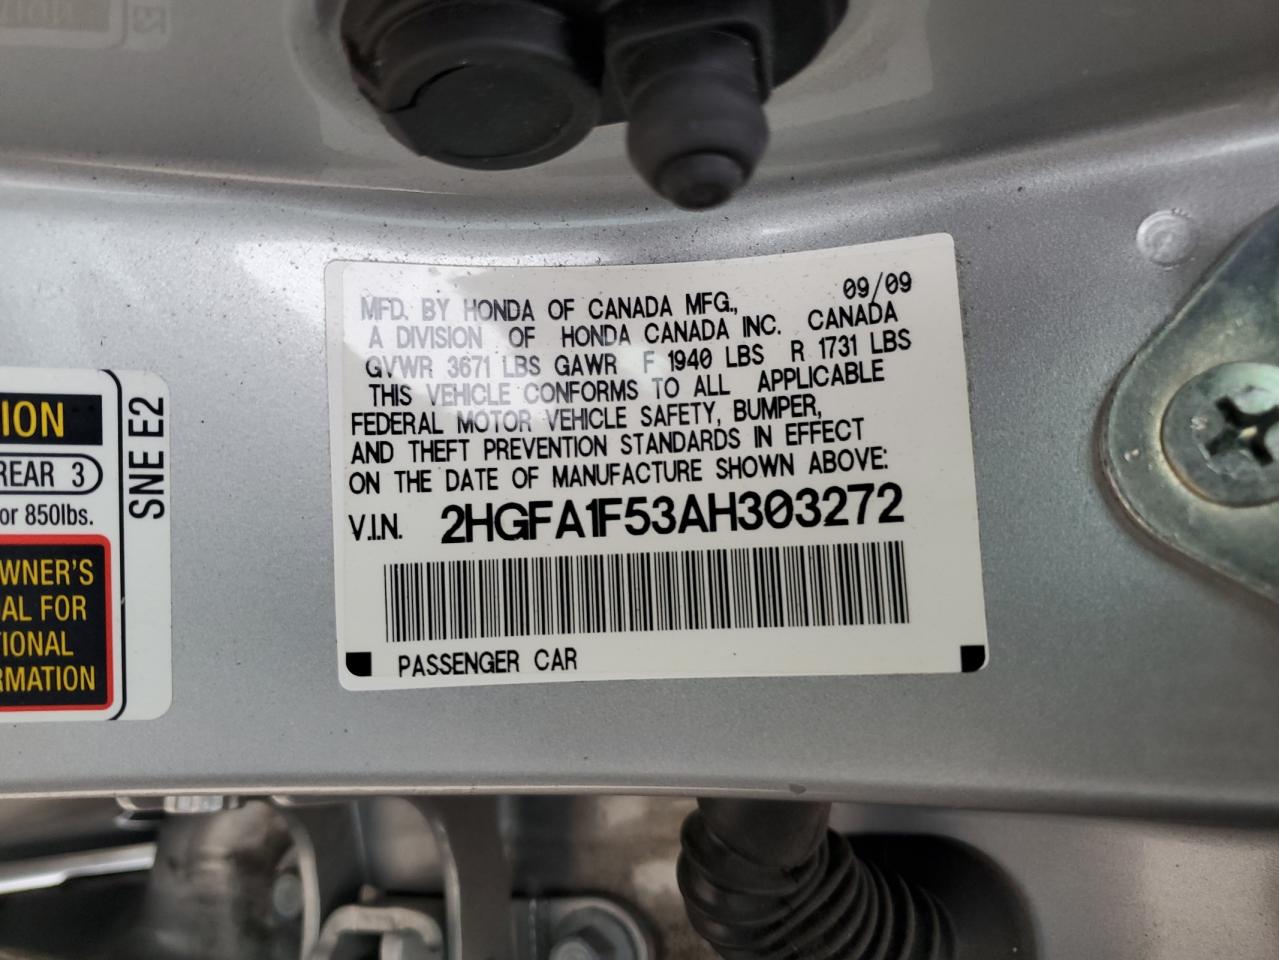 09/09
MFD. BY HONDA OF CANADA MFG.,
A DIVISION OF HONDA CANADA INC. CANADA
GVWR 3671 LBS GAWR F 1940 LBS R 1731 LBS
THIS VEHICLE CONFORMS TO ALL APPLICABLE
FEDERAL MOTOR VEHICLE SAFETY, BUMPER,
AND THEFT PREVENTION STANDARDS IN EFFECT
ON THE DATE OF MANUFACTURE SHOWN ABOVE:
V.I.N. 2HGFA1F53AH303272
PASSENGER CAR
ION
REAR 3
or 850lbs.
WNER'S
AL FOR
TIONAL
RMATION
SNE E2